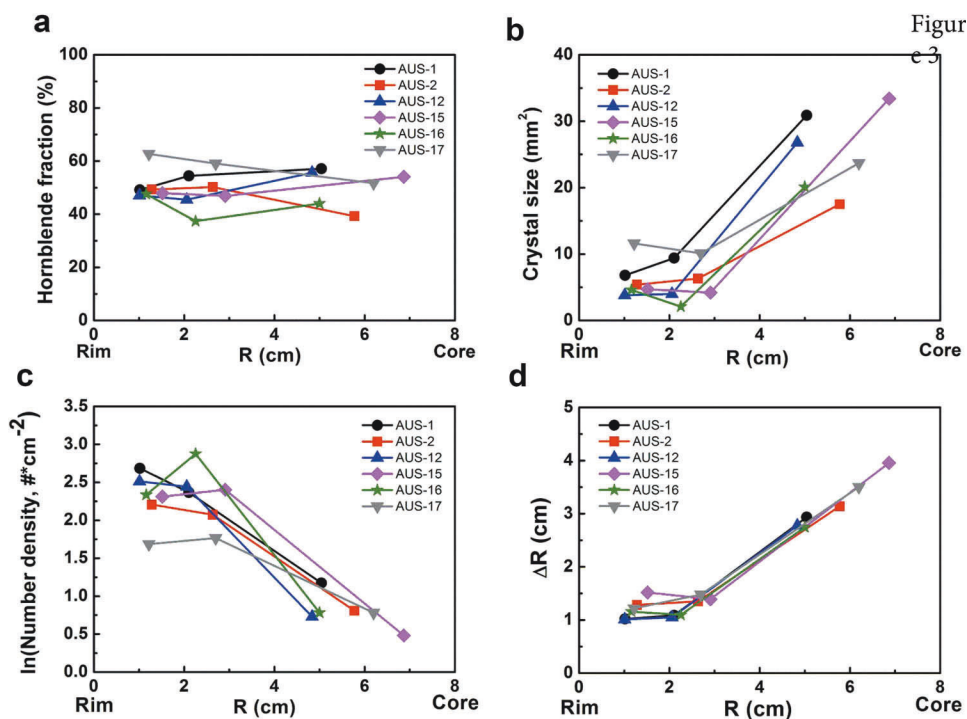 a
Hornblende fraction (%)
100
80
60
40
20
0
AUS-1
AUS-2
AUS-12
AUS-15
AUS-16
AUS-17
0 2 4 6 8
Rim R (cm) Core
b
Figur
e 3
Crystal size (mm²)
40
30
20
10
0
AUS-1
AUS-2
AUS-12
AUS-15
AUS-16
AUS-17
0 2 4 6 8
Rim R (cm) Core
c
ln(Number density, #*cm⁻²)
3.5
3.0
2.5
2.0
1.5
1.0
0.5
0.0
AUS-1
AUS-2
AUS-12
AUS-15
AUS-16
AUS-17
0 2 4 6 8
Rim R (cm) Core
d
ΔR (cm)
5
4
3
2
1
0
AUS-1
AUS-2
AUS-12
AUS-15
AUS-16
AUS-17
0 2 4 6 8
Rim R (cm) Core